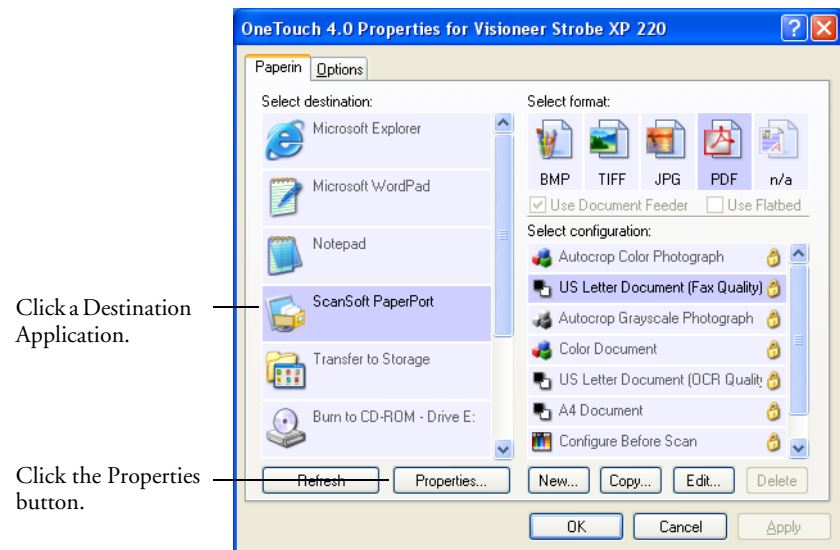 OneTouch 4.0 Properties for Visioneer Strobe XP 220
Paperin
Options
Select destination:
Microsoft Explorer
Microsoft WordPad
Notepad
ScanSoft PaperPort
Transfer to Storage
Burn to CD-ROM - Drive E:
Refresh
Properties...
Select format:
BMP
TIFF
JPG
PDF
n/a
Use Document Feeder
Use Flatbed
Select configuration:
Autocrop Color Photograph
US Letter Document (Fax Quality)
Autocrop Grayscale Photograph
Color Document
US Letter Document (OCR Quality
A4 Document
Configure Before Scan
New...
Copy...
Edit...
Delete
OK
Cancel
Apply
Click a Destination
Application.
Click the Properties
button.